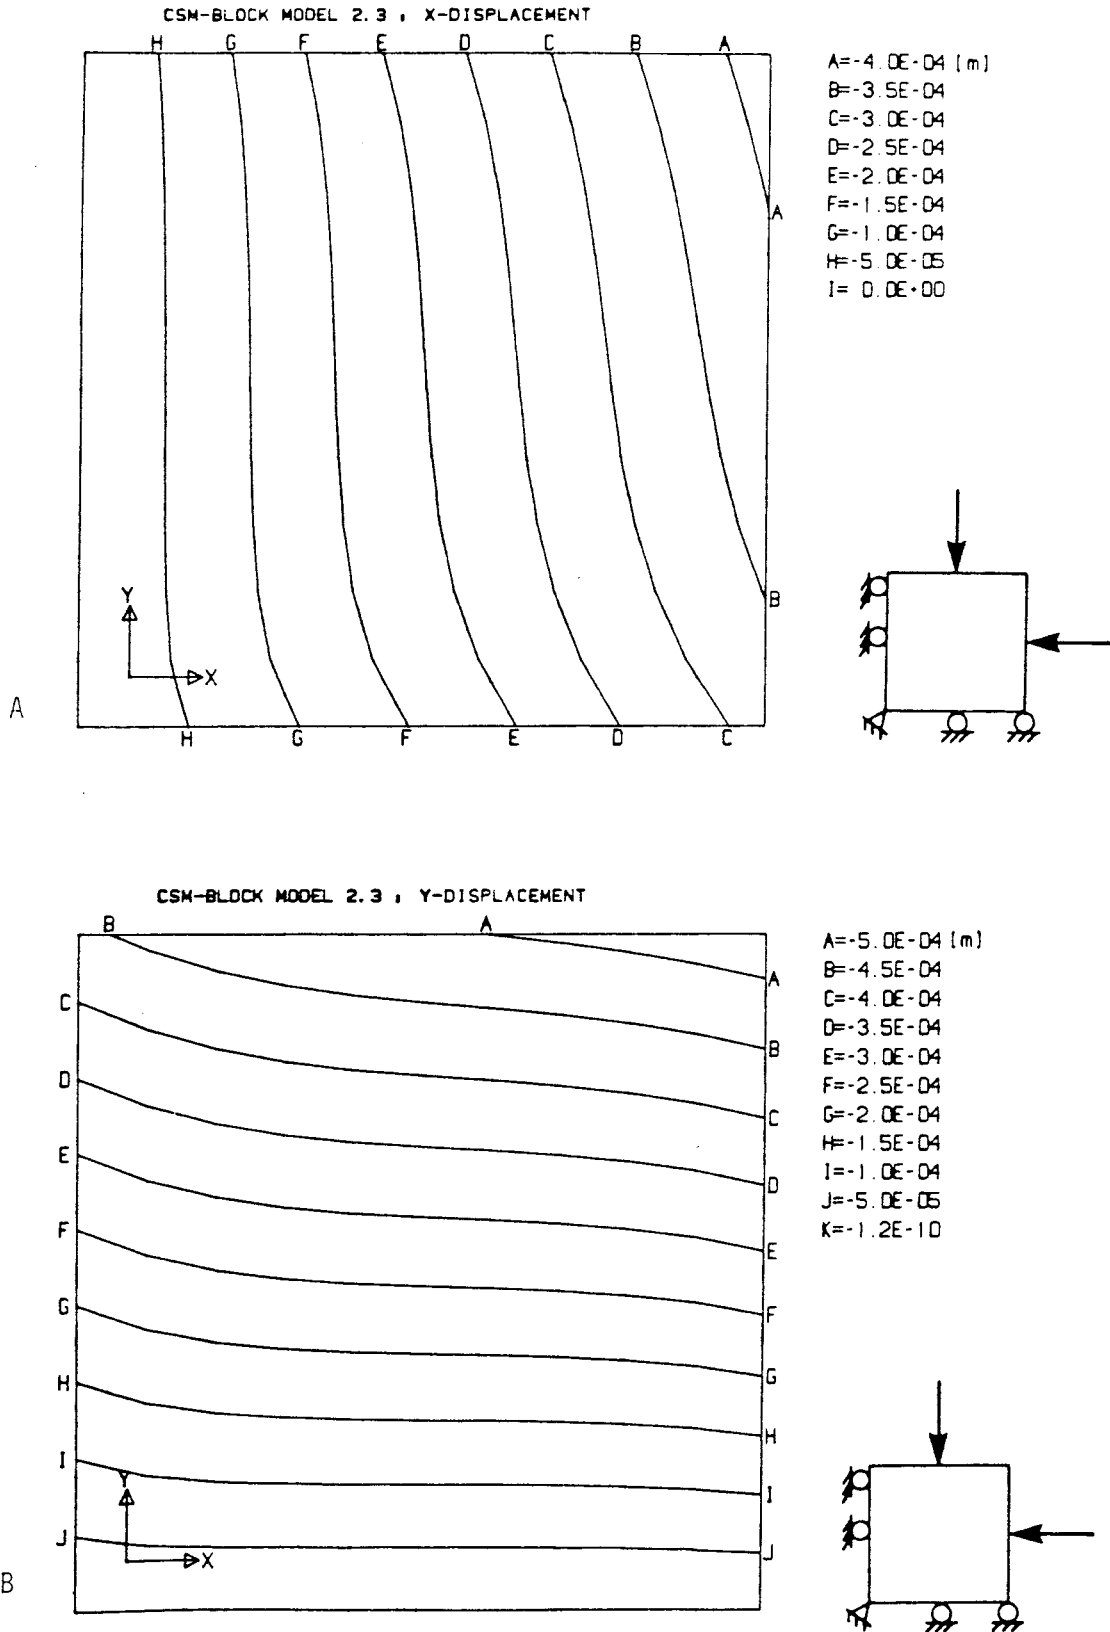 CSM-BLOCK MODEL 2.3 , X-DISPLACEMENT
H G F E D C B A
A=-4.0E-04 [m]
B=-3.5E-04
C=-3.0E-04
D=-2.5E-04
E=-2.0E-04
F=-1.5E-04
G=-1.0E-04
H=-5.0E-05
I= 0.0E+00
A
B
Y
X
A
H G F E D C
CSM-BLOCK MODEL 2.3 , Y-DISPLACEMENT
B A
A=-5.0E-04 [m]
B=-4.5E-04
C=-4.0E-04
D=-3.5E-04
E=-3.0E-04
F=-2.5E-04
G=-2.0E-04
H=-1.5E-04
I=-1.0E-04
J=-5.0E-05
K=-1.2E-10
A
C
B
D
C
E
D
F
E
G
F
H
G
I
H
Y
I
J
J
X
B